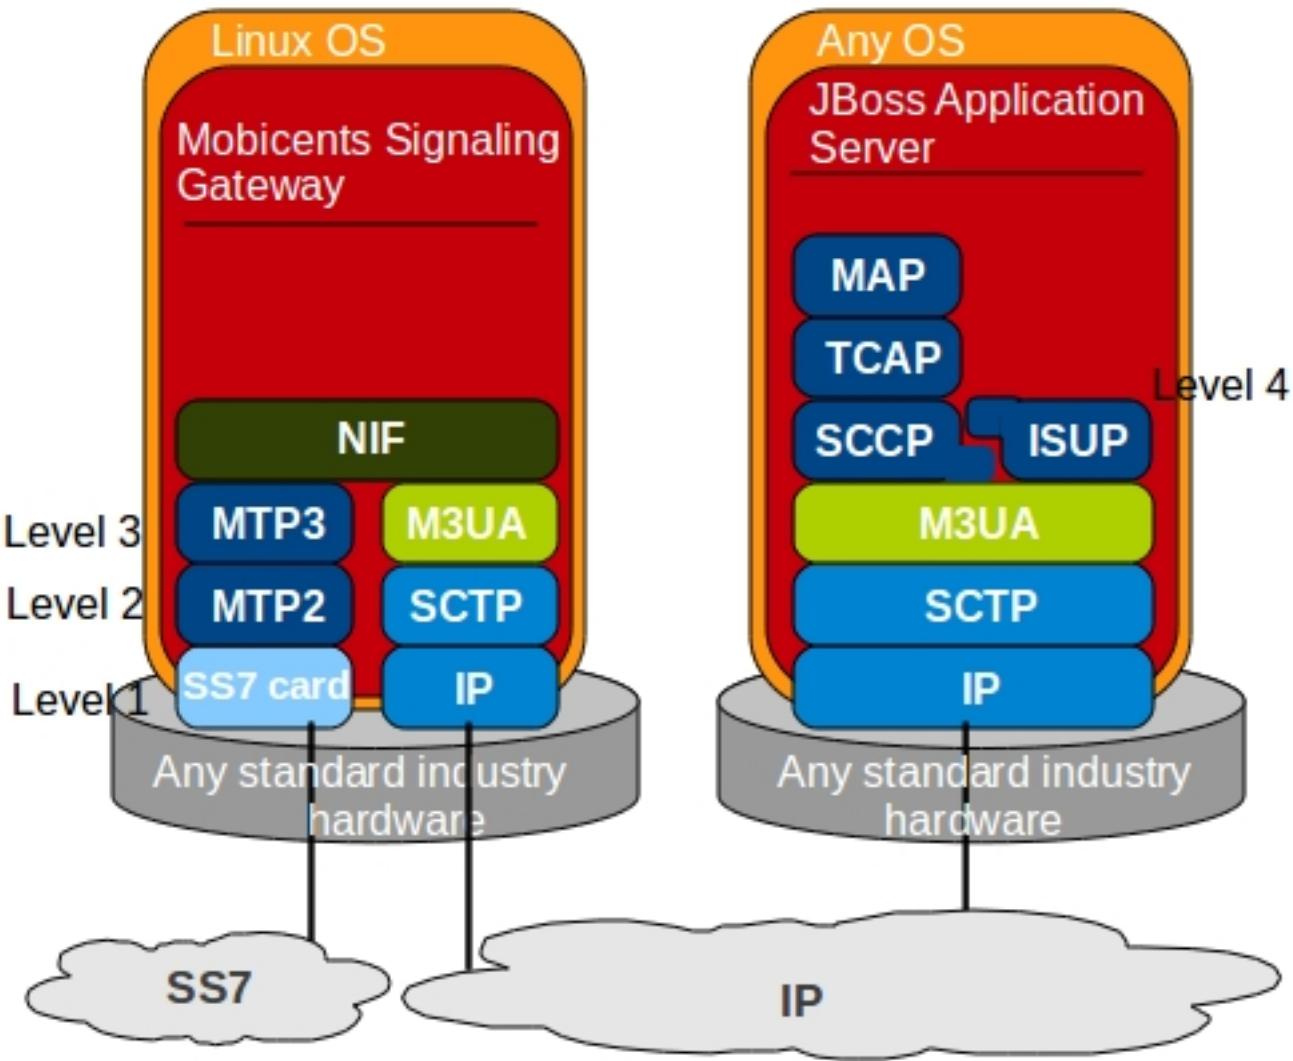 Linux OS
Mobicents Signaling
Gateway
NIF
Level 3
MTP3
M3UA
Level 2
MTP2
SCTP
Level 1
SS7 card
IP
Any standard industry
hardware
Any OS
JBoss Application
Server
MAP
TCAP
Level 4
SCCP
ISUP
M3UA
SCTP
IP
Any standard industry
hardware
SS7
IP